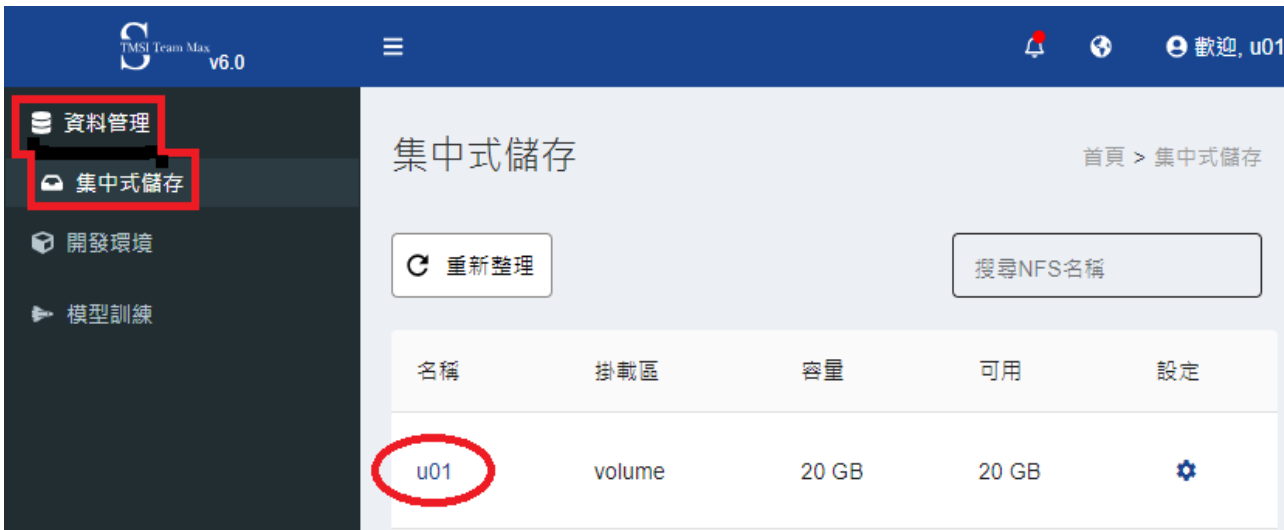 TMSI Team Max
v6.0
歡迎, u01
資料管理
集中式儲存
開發環境
模型訓練
集中式儲存
首頁 > 集中式儲存
重新整理
搜尋NFS名稱
名稱 掛載區 容量 可用 設定
u01 volume 20 GB 20 GB